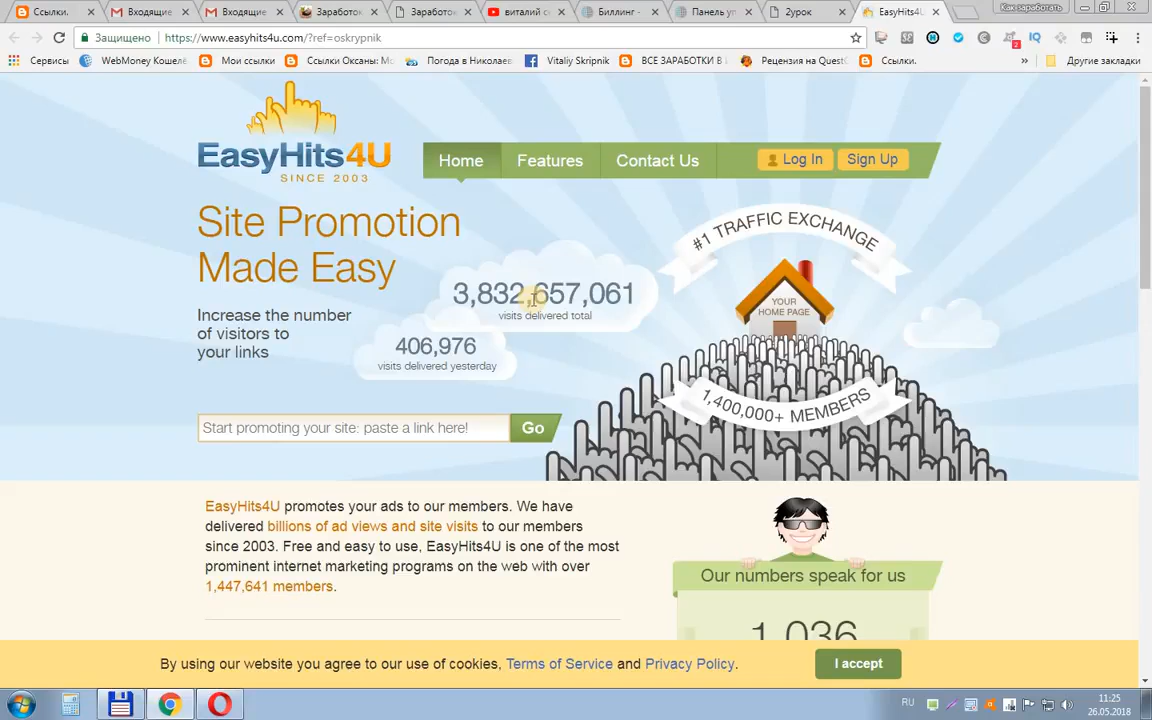 Ссылки.
Входящие
Входящие
Заработок
Заработо
виталий с
Биллинг -
Панель уп
2урок
EasyHits4U
Как заработать
Защищено
https://www.easyhits4u.com/?ref=oskrypnik
Сервисы
WebMoney Кошелё
Мои ссылки
Ссылки Оксаны: Мо
Погода в Николаев
Vitaliy Skripnik
ВСЕ ЗАРАБОТКИ В
Рецензия на Quest
Ссылки.
»
Другие закладки
EasyHits4U
SINCE 2003
Home
Features
Contact Us
Log In
Sign Up
Site Promotion
Made Easy
#1 TRAFFIC EXCHANGE
3,832,657,061
visits delivered total
YOUR
HOME PAGE
Increase the number
of visitors to
your links
406,976
visits delivered yesterday
1,400,000+ MEMBERS
Start promoting your site: paste a link here!
Go
EasyHits4U promotes your ads to our members. We have
delivered billions of ad views and site visits to our members
since 2003. Free and easy to use, EasyHits4U is one of the most
prominent internet marketing programs on the web with over
1,447,641 members.
Our numbers speak for us
1,036
By using our website you agree to our use of cookies, Terms of Service and Privacy Policy.
I accept
RU
11:25
26.05.2018